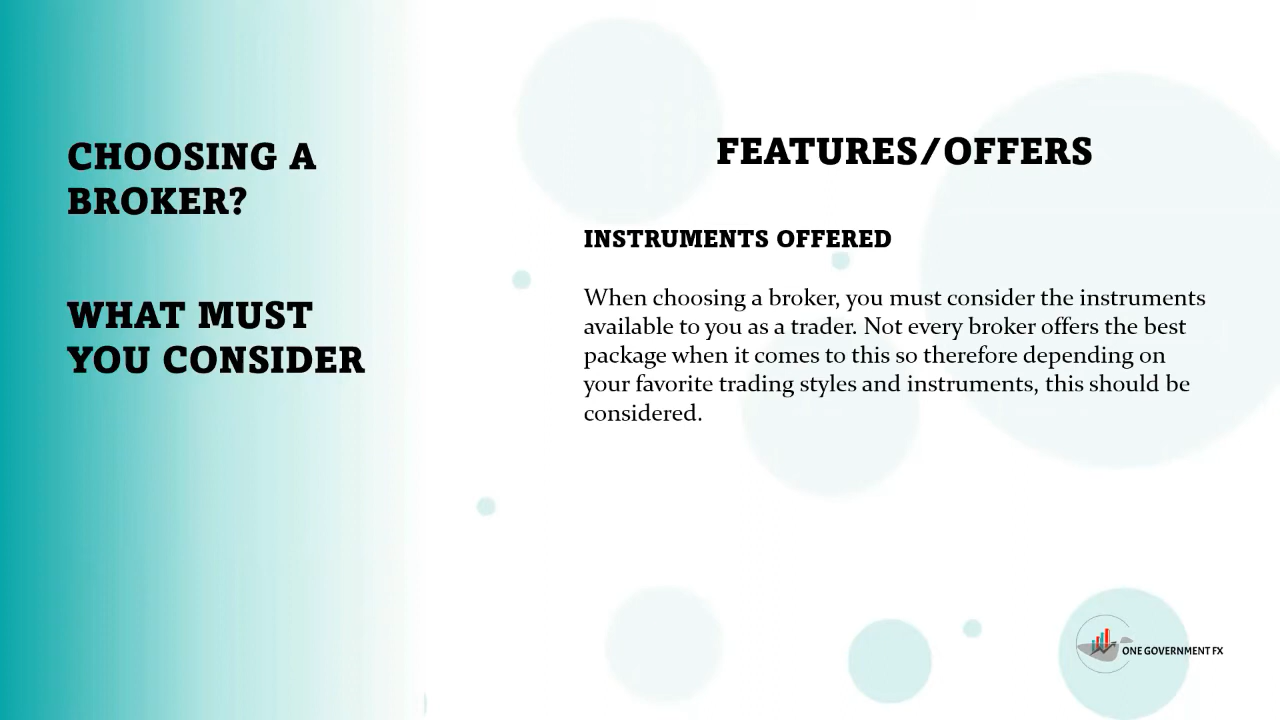 CHOOSING A
BROKER?
WHAT MUST
YOU CONSIDER
FEATURES/OFFERS
INSTRUMENTS OFFERED
When choosing a broker, you must consider the instruments
available to you as a trader. Not every broker offers the best
package when it comes to this so therefore depending on
your favorite trading styles and instruments, this should be
considered.
ONE GOVERNMENT FX